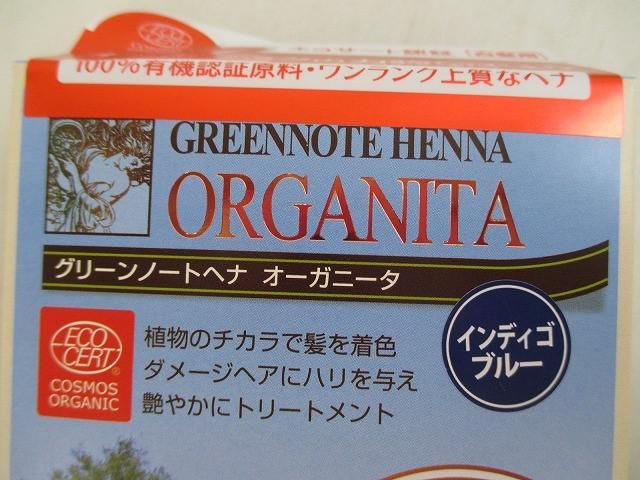 100%有機認証原料・ワンランク上質なヘナ
GREENNOTE HENNA
ORGANITA
グリーンノートヘナ オーガニータ
インディゴ
ブルー
ECO
CERT®
COSMOS
ORGANIC
植物のチカラで髪を着色
ダメージヘアにハリを与え
艶やかにトリートメント